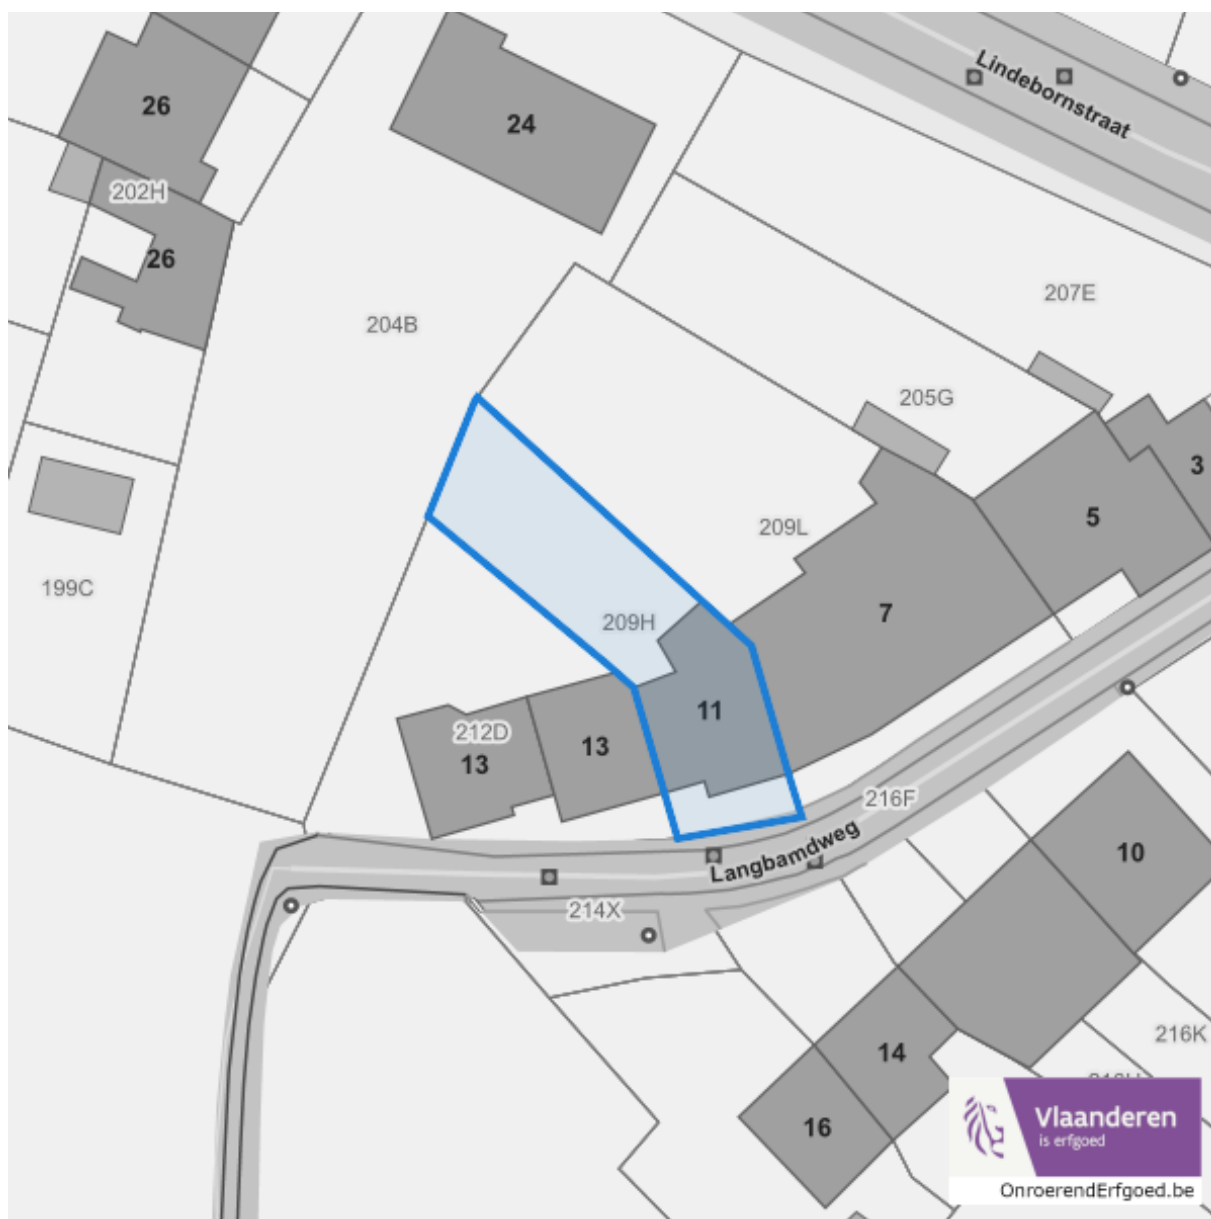 Lindebornstraat
26
24
202H
26
207E
204B
205G
3
5
209L
199C
7
209H
11
212D
13
13
216F
Langbamdweg
10
214X
216K
14
16
Vlaanderen
is erfgoed
OnroerendErfgoed.be